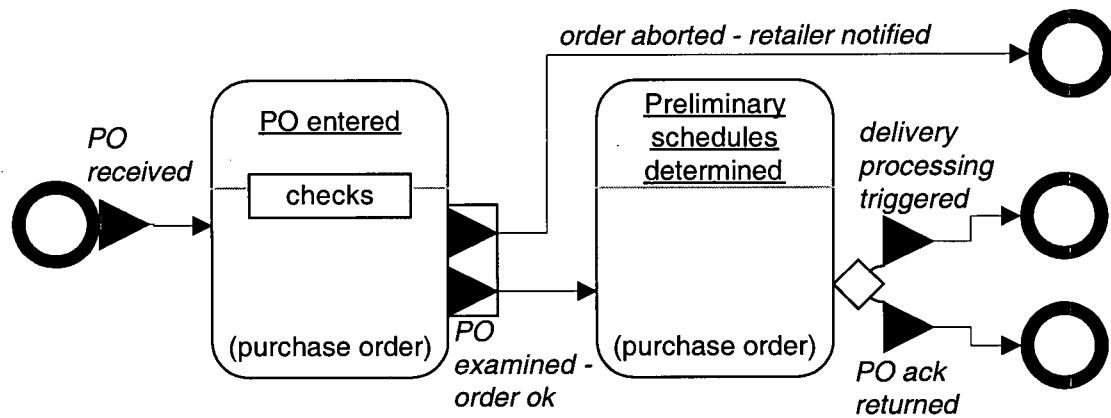 order aborted - retailer notified
PO
received
PO entered
checks
(purchase order)
PO
examined -
order ok
Preliminary
schedules
determined
(purchase order)
delivery
processing
triggered
PO ack
returned